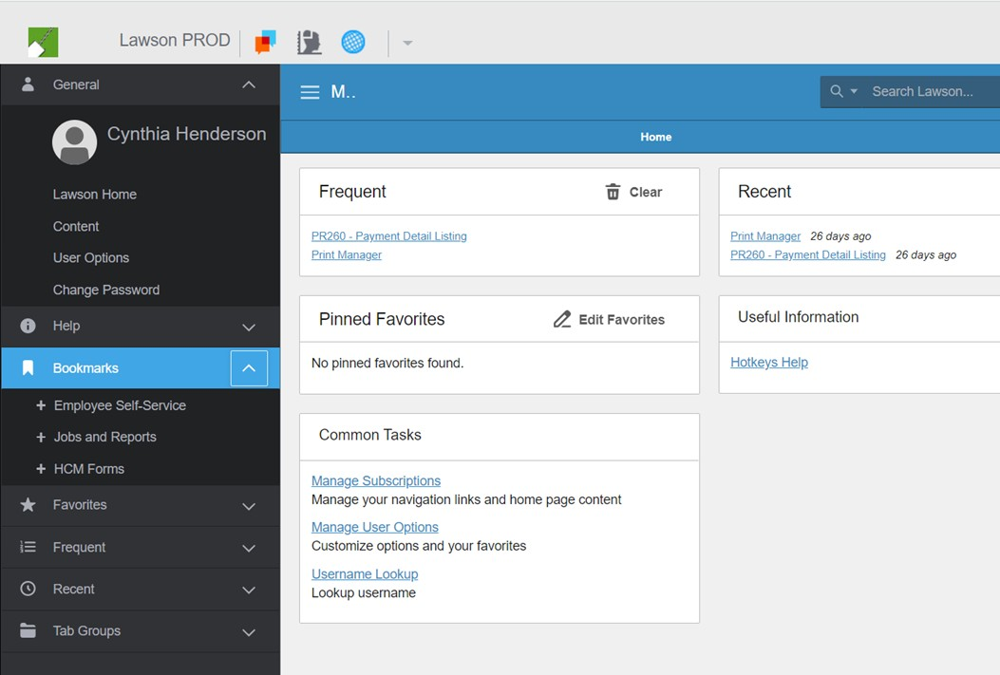 Lawson PROD
General
Cynthia Henderson
Lawson Home
Content
User Options
Change Password
Help
Bookmarks
Employee Self-Service
Jobs and Reports
HCM Forms
Favorites
Frequent
Recent
Tab Groups
M..
Search Lawson...
Home
Frequent
Clear
PR260 - Payment Detail Listing
Print Manager
Recent
Print Manager 26 days ago
PR260 - Payment Detail Listing 26 days ago
Pinned Favorites
Edit Favorites
No pinned favorites found.
Useful Information
Hotkeys Help
Common Tasks
Manage Subscriptions
Manage your navigation links and home page content
Manage User Options
Customize options and your favorites
Username Lookup
Lookup username